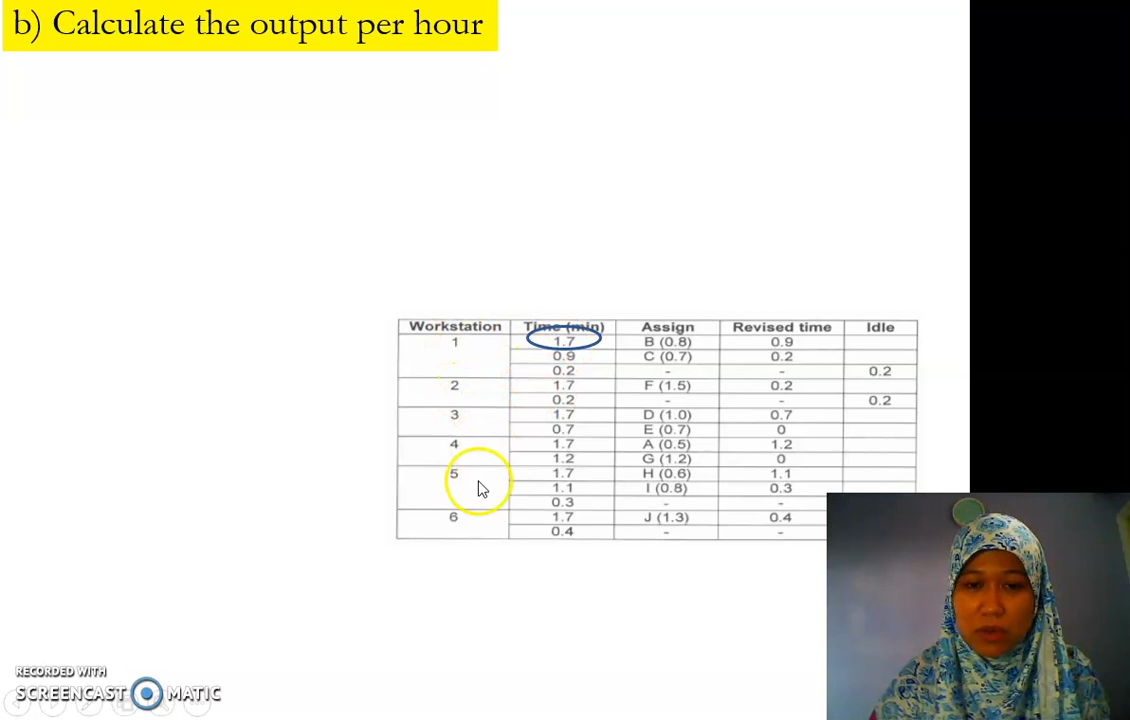 b) Calculate the output per hour
Workstation Time (min) Assign Revised time Idle
1 1.7 B (0.8) 0.9
0.9 C (0.7) 0.2
0.2 - - 0.2
2 1.7 F (1.5) 0.2
0.2 - - 0.2
3 1.7 D (1.0) 0.7
0.7 E (0.7) 0
4 1.7 A (0.5) 1.2
1.2 G (1.2) 0
5 1.7 H (0.6) 1.1
1.1 I (0.8) 0.3
0.3 - -
6 1.7 J (1.3) 0.4
0.4 - -
RECORDED WITH
SCREENCAST MATIC